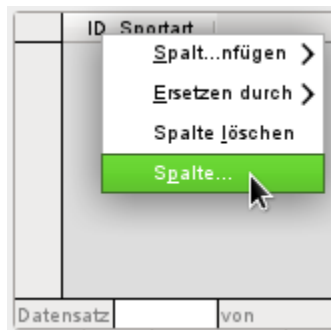 ID_Sportart
Spalt...nfügen
Ersetzen durch
Spalte löschen
Spalte...
Datensatz von